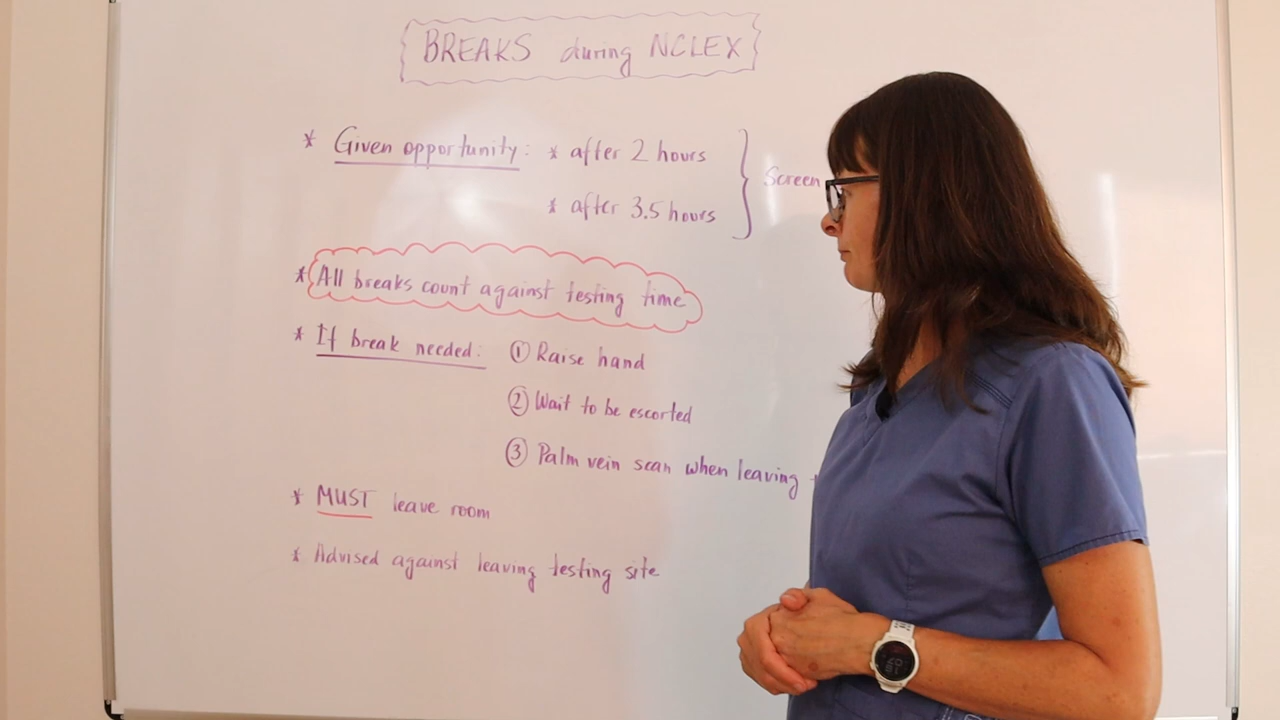 BREAKS during NCLEX
* Given opportunity: * after 2 hours
* after 3.5 hours
Screen
* All breaks count against testing time
* If break needed: ① Raise hand
② Wait to be escorted
③ Palm vein scan when leaving
* MUST leave room
* Advised against leaving testing site